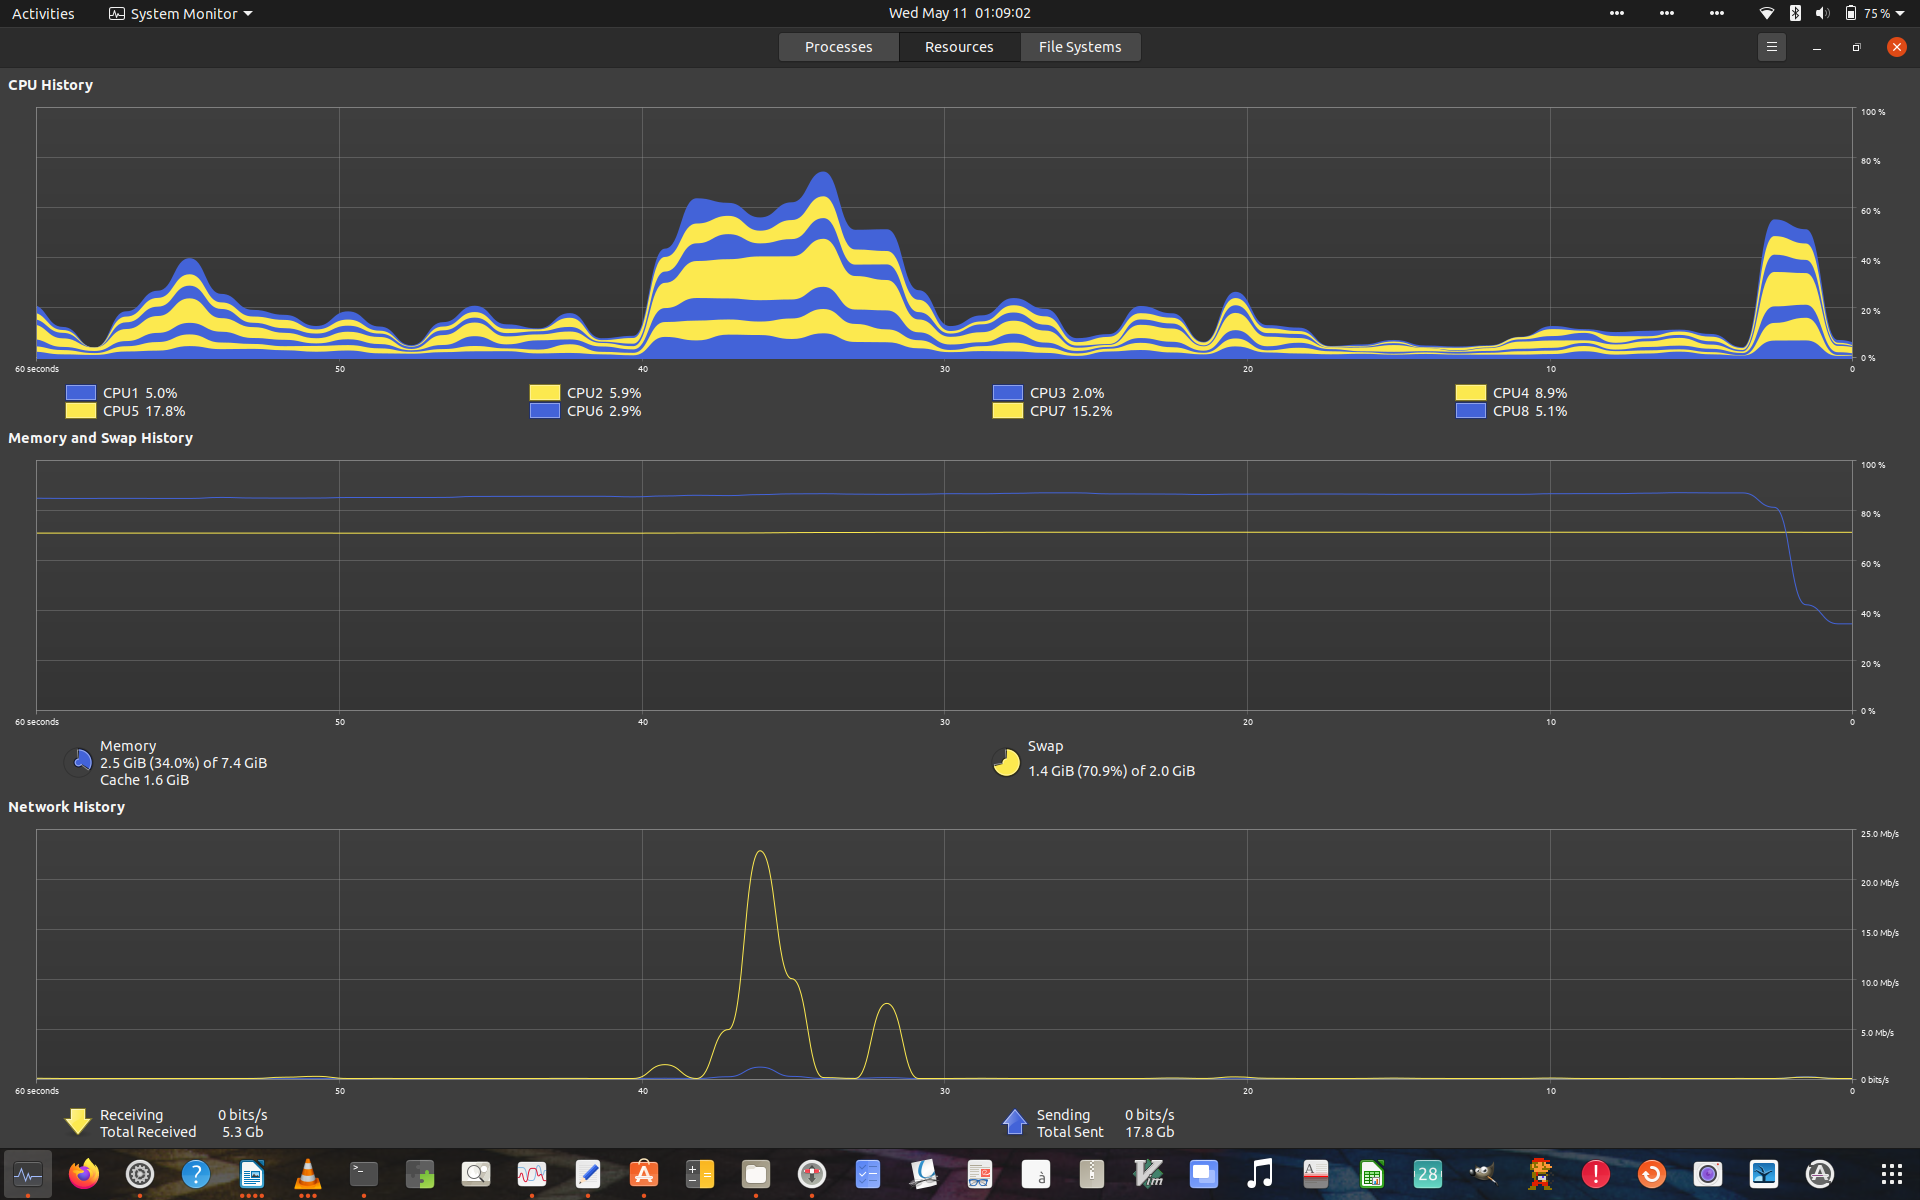 Activities System Monitor Wed May 11 01:09:02 75 %
Processes Resources File Systems
CPU History
100 %
80 %
60 %
40 %
20 %
0 %
60 seconds 50 40 30 20 10 0
CPU1 5.0% CPU2 5.9% CPU3 2.0% CPU4 8.9%
CPU5 17.8% CPU6 2.9% CPU7 15.2% CPU8 5.1%
Memory and Swap History
100 %
80 %
60 %
40 %
20 %
0 %
60 seconds 50 40 30 20 10 0
Memory
2.5 GiB (34.0%) of 7.4 GiB
Cache 1.6 GiB
Swap
1.4 GiB (70.9%) of 2.0 GiB
Network History
25.0 Mb/s
20.0 Mb/s
15.0 Mb/s
10.0 Mb/s
5.0 Mb/s
0 bits/s
60 seconds 50 40 30 20 10 0
Receiving 0 bits/s Sending 0 bits/s
Total Received 5.3 Gb Total Sent 17.8 Gb
? >_ A à Vim A 28 !